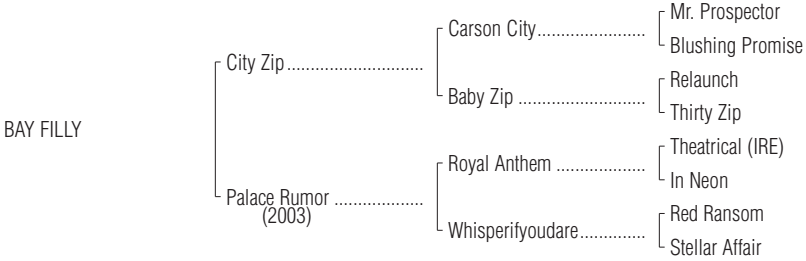 Mr. Prospector
Carson City........................
Blushing Promise
City Zip.............................
Relaunch
Baby Zip ...........................
Thirty Zip
BAY FILLY
Theatrical (IRE)
Royal Anthem ...................
In Neon
Palace Rumor ...................
(2003)
Red Ransom
Whisperifyoudare..............
Stellar Affair